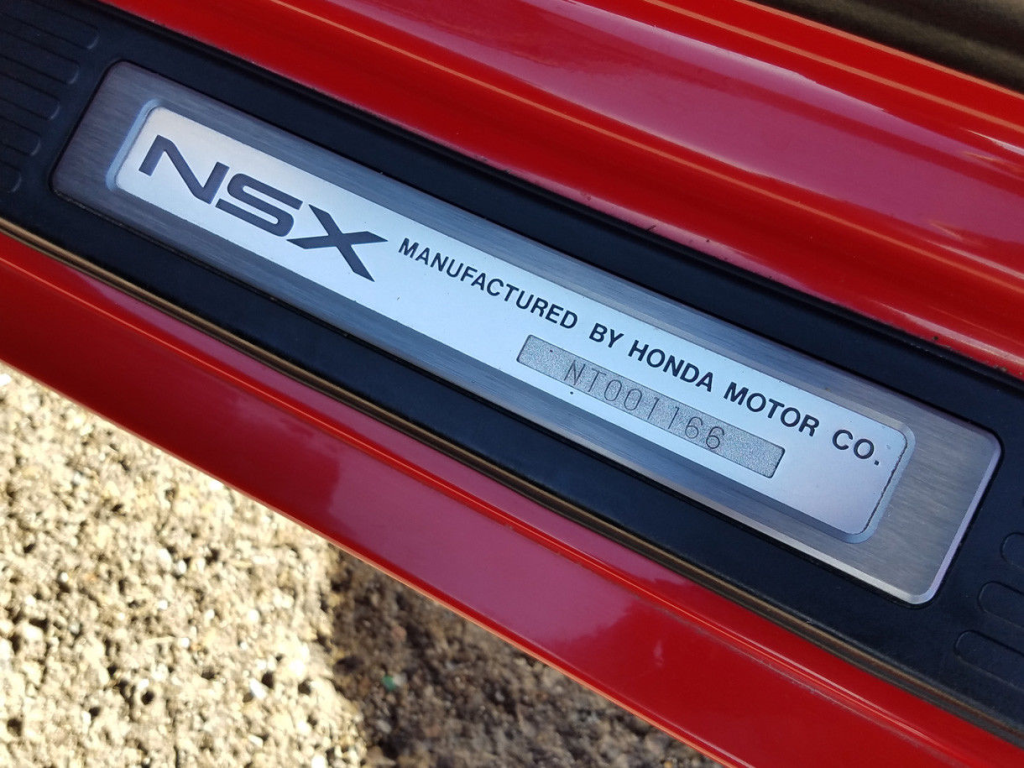 NSX MANUFACTURED BY HONDA MOTOR CO.
NT001166